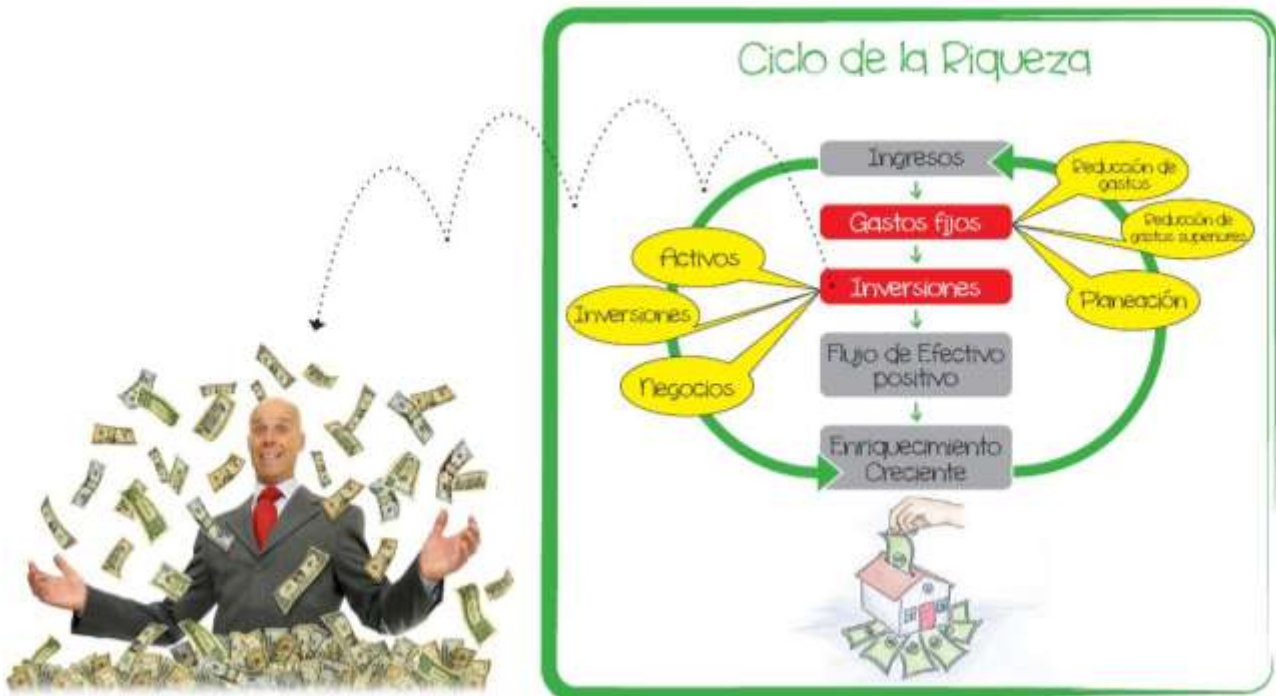 Ciclo de la Riqueza
Ingresos
Reducción de
gastos
Gastos fijos
Reducción de
gastos superiores
Activos
Inversiones
Planeación
Inversiones
Flujo de Efectivo
positivo
Negocios
Enriquecimiento
Creciente